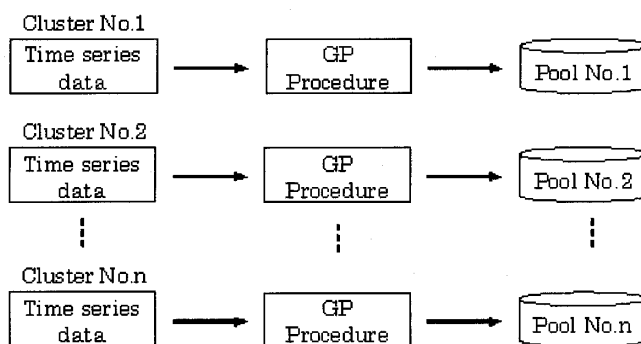 Cluster No.1
Time series
data
GP
Procedure
Pool No.1
Cluster No.2
Time series
data
GP
Procedure
Pool No.2
Cluster No.n
Time series
data
GP
Procedure
Pool No.n